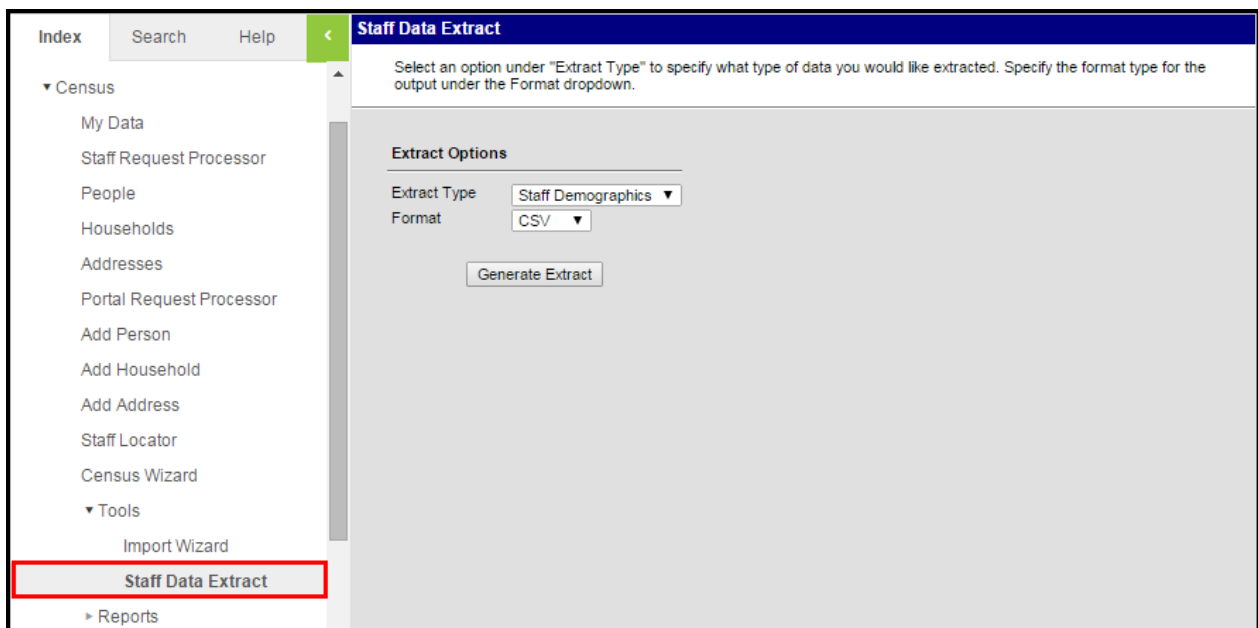 Index Search Help
Census
My Data
Staff Request Processor
People
Households
Addresses
Portal Request Processor
Add Person
Add Household
Add Address
Staff Locator
Census Wizard
Tools
Import Wizard
Staff Data Extract
Reports
Staff Data Extract
Select an option under "Extract Type" to specify what type of data you would like extracted. Specify the format type for the
output under the Format dropdown.
Extract Options
Extract Type Staff Demographics
Format CSV
Generate Extract